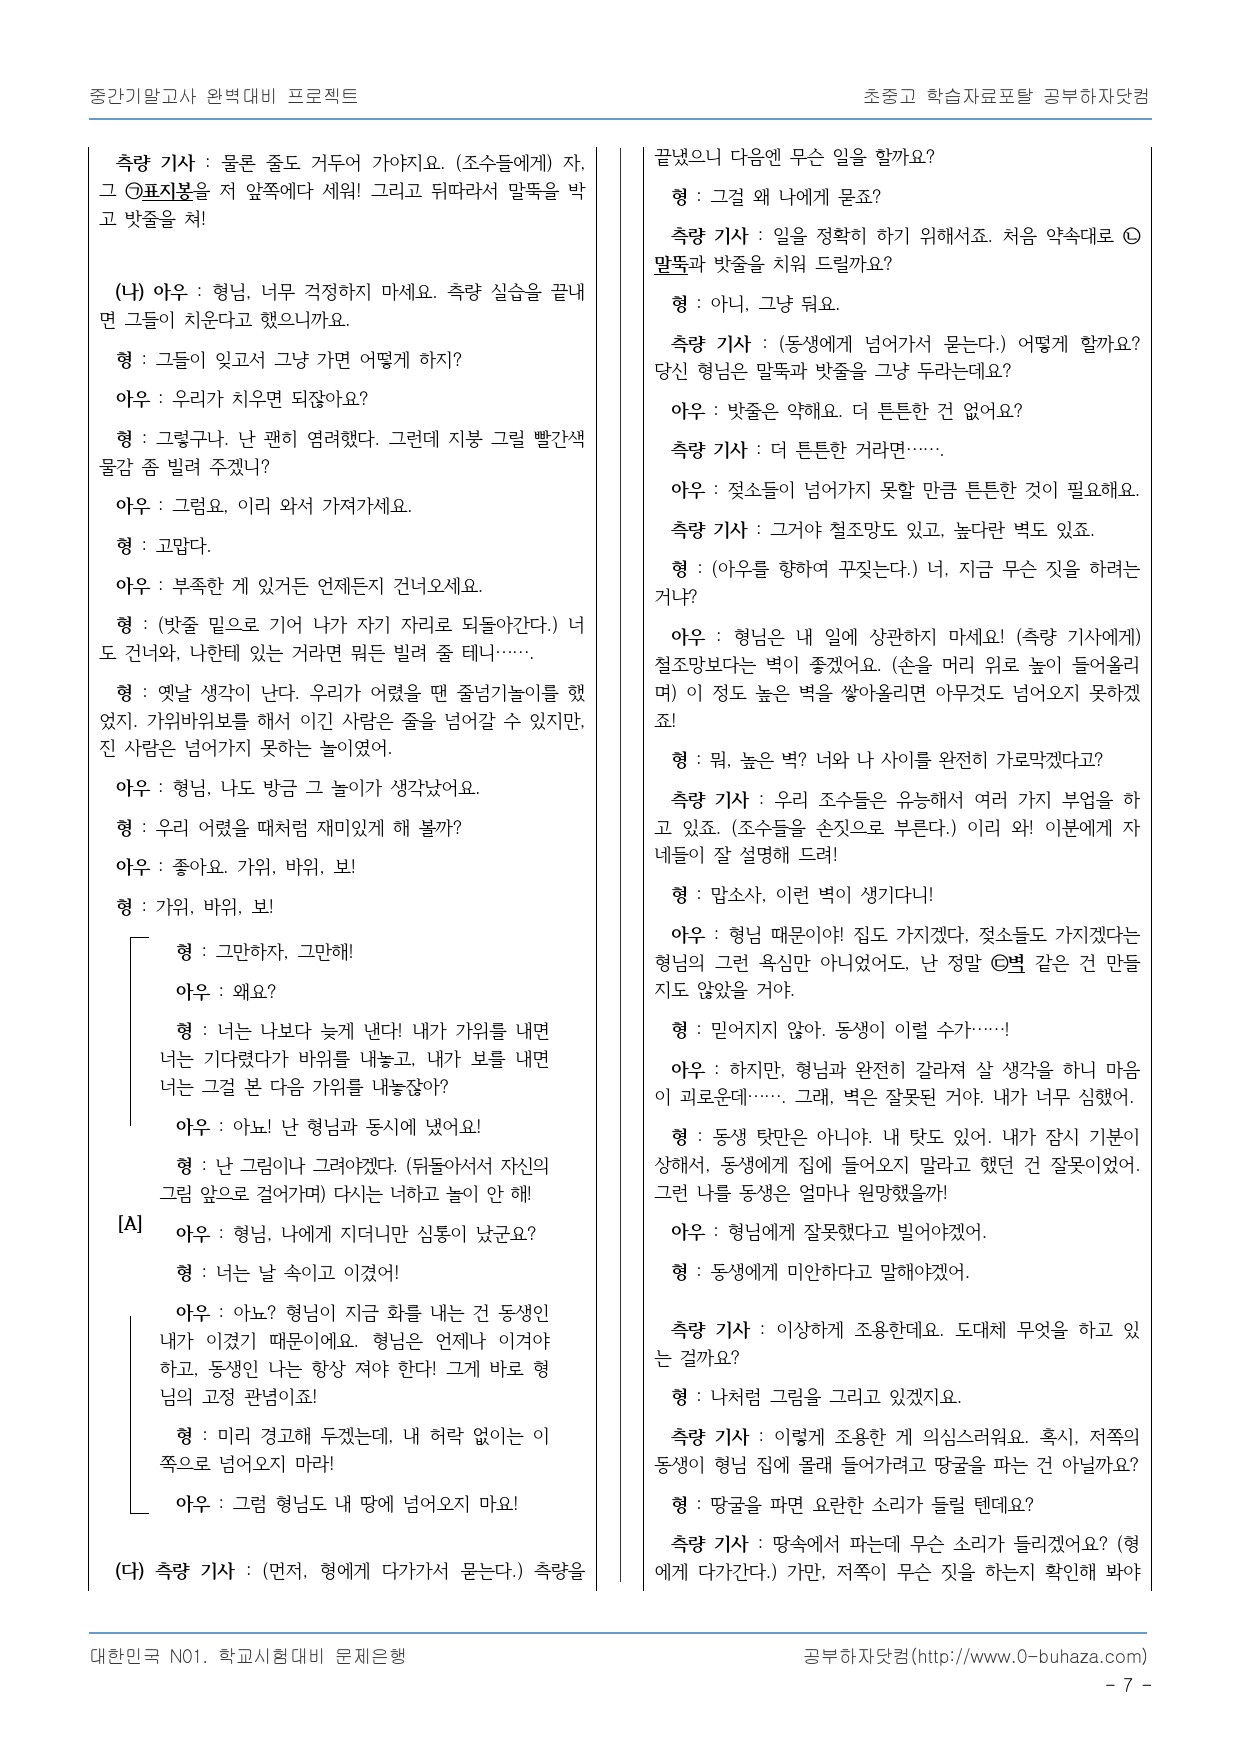 중간기말고사 완벽대비 프로젝트
초중고 학습자료포탈 공부하자닷컴
측량 기사 : 물론 줄도 거두어 가야지요. (조수들에게) 자,
그 ㉠표지봉을 저 앞쪽에다 세워! 그리고 뒤따라서 말뚝을 박
고 밧줄을 쳐!
(나) 아우 : 형님, 너무 걱정하지 마세요. 측량 실습을 끝내
면 그들이 치운다고 했으니까요.
형 : 그들이 잊고서 그냥 가면 어떻게 하지?
아우 : 우리가 치우면 되잖아요?
형 : 그렇구나. 난 괜히 염려했다. 그런데 지붕 그릴 빨간색
물감 좀 빌려 주겠니?
아우 : 그럼요, 이리 와서 가져가세요.
형 : 고맙다.
아우 : 부족한 게 있거든 언제든지 건너오세요.
형 : (밧줄 밑으로 기어 나가 자기 자리로 되돌아간다.) 너
도 건너와, 나한테 있는 거라면 뭐든 빌려 줄 테니…….
형 : 옛날 생각이 난다. 우리가 어렸을 땐 줄넘기놀이를 했
었지. 가위바위보를 해서 이긴 사람은 줄을 넘어갈 수 있지만,
진 사람은 넘어가지 못하는 놀이였어.
아우 : 형님, 나도 방금 그 놀이가 생각났어요.
형 : 우리 어렸을 때처럼 재미있게 해 볼까?
아우 : 좋아요. 가위, 바위, 보!
형 : 가위, 바위, 보!
형 : 그만하자, 그만해!
아우 : 왜요?
형 : 너는 나보다 늦게 낸다! 내가 가위를 내면
너는 기다렸다가 바위를 내놓고, 내가 보를 내면
너는 그걸 본 다음 가위를 내놓잖아?
아우 : 아뇨! 난 형님과 동시에 냈어요!
형 : 난 그림이나 그려야겠다. (뒤돌아서서 자신의
그림 앞으로 걸어가며) 다시는 너하고 놀이 안 해!
[A]
아우 : 형님, 나에게 지더니만 심통이 났군요?
형 : 너는 날 속이고 이겼어!
아우 : 아뇨? 형님이 지금 화를 내는 건 동생인
내가 이겼기 때문이에요. 형님은 언제나 이겨야
하고, 동생인 나는 항상 져야 한다! 그게 바로 형
님의 고정 관념이죠!
형 : 미리 경고해 두겠는데, 내 허락 없이는 이
쪽으로 넘어오지 마라!
아우 : 그럼 형님도 내 땅에 넘어오지 마요!
(다) 측량 기사 : (먼저, 형에게 다가가서 묻는다.) 측량을
끝냈으니 다음엔 무슨 일을 할까요?
형 : 그걸 왜 나에게 묻죠?
측량 기사 : 일을 정확히 하기 위해서죠. 처음 약속대로 ㉡
말뚝과 밧줄을 치워 드릴까요?
형 : 아니, 그냥 둬요.
측량 기사 : (동생에게 넘어가서 묻는다.) 어떻게 할까요?
당신 형님은 말뚝과 밧줄을 그냥 두라는데요?
아우 : 밧줄은 약해요. 더 튼튼한 건 없어요?
측량 기사 : 더 튼튼한 거라면…….
아우 : 젖소들이 넘어가지 못할 만큼 튼튼한 것이 필요해요.
측량 기사 : 그거야 철조망도 있고, 높다란 벽도 있죠.
형 : (아우를 향하여 꾸짖는다.) 너, 지금 무슨 짓을 하려는
거냐?
아우 : 형님은 내 일에 상관하지 마세요! (측량 기사에게)
철조망보다는 벽이 좋겠어요. (손을 머리 위로 높이 들어올리
며) 이 정도 높은 벽을 쌓아올리면 아무것도 넘어오지 못하겠
죠!
형 : 뭐, 높은 벽? 너와 나 사이를 완전히 가로막겠다고?
측량 기사 : 우리 조수들은 유능해서 여러 가지 부업을 하
고 있죠. (조수들을 손짓으로 부른다.) 이리 와! 이분에게 자
네들이 잘 설명해 드려!
형 : 맙소사, 이런 벽이 생기다니!
아우 : 형님 때문이야! 집도 가지겠다, 젖소들도 가지겠다는
형님의 그런 욕심만 아니었어도, 난 정말 ㉢벽 같은 건 만들
지도 않았을 거야.
형 : 믿어지지 않아. 동생이 이럴 수가……!
아우 : 하지만, 형님과 완전히 갈라져 살 생각을 하니 마음
이 괴로운데……. 그래, 벽은 잘못된 거야. 내가 너무 심했어.
형 : 동생 탓만은 아니야. 내 탓도 있어. 내가 잠시 기분이
상해서, 동생에게 집에 들어오지 말라고 했던 건 잘못이었어.
그런 나를 동생은 얼마나 원망했을까!
아우 : 형님에게 잘못했다고 빌어야겠어.
형 : 동생에게 미안하다고 말해야겠어.
측량 기사 : 이상하게 조용한데요. 도대체 무엇을 하고 있
는 걸까요?
형 : 나처럼 그림을 그리고 있겠지요.
측량 기사 : 이렇게 조용한 게 의심스러워요. 혹시, 저쪽의
동생이 형님 집에 몰래 들어가려고 땅굴을 파는 건 아닐까요?
형 : 땅굴을 파면 요란한 소리가 들릴 텐데요?
측량 기사 : 땅속에서 파는데 무슨 소리가 들리겠어요? (형
에게 다가간다.) 가만, 저쪽이 무슨 짓을 하는지 확인해 봐야
대한민국 N01. 학교시험대비 문제은행
공부하자닷컴(http://www.0-buhaza.com)
- 7 -